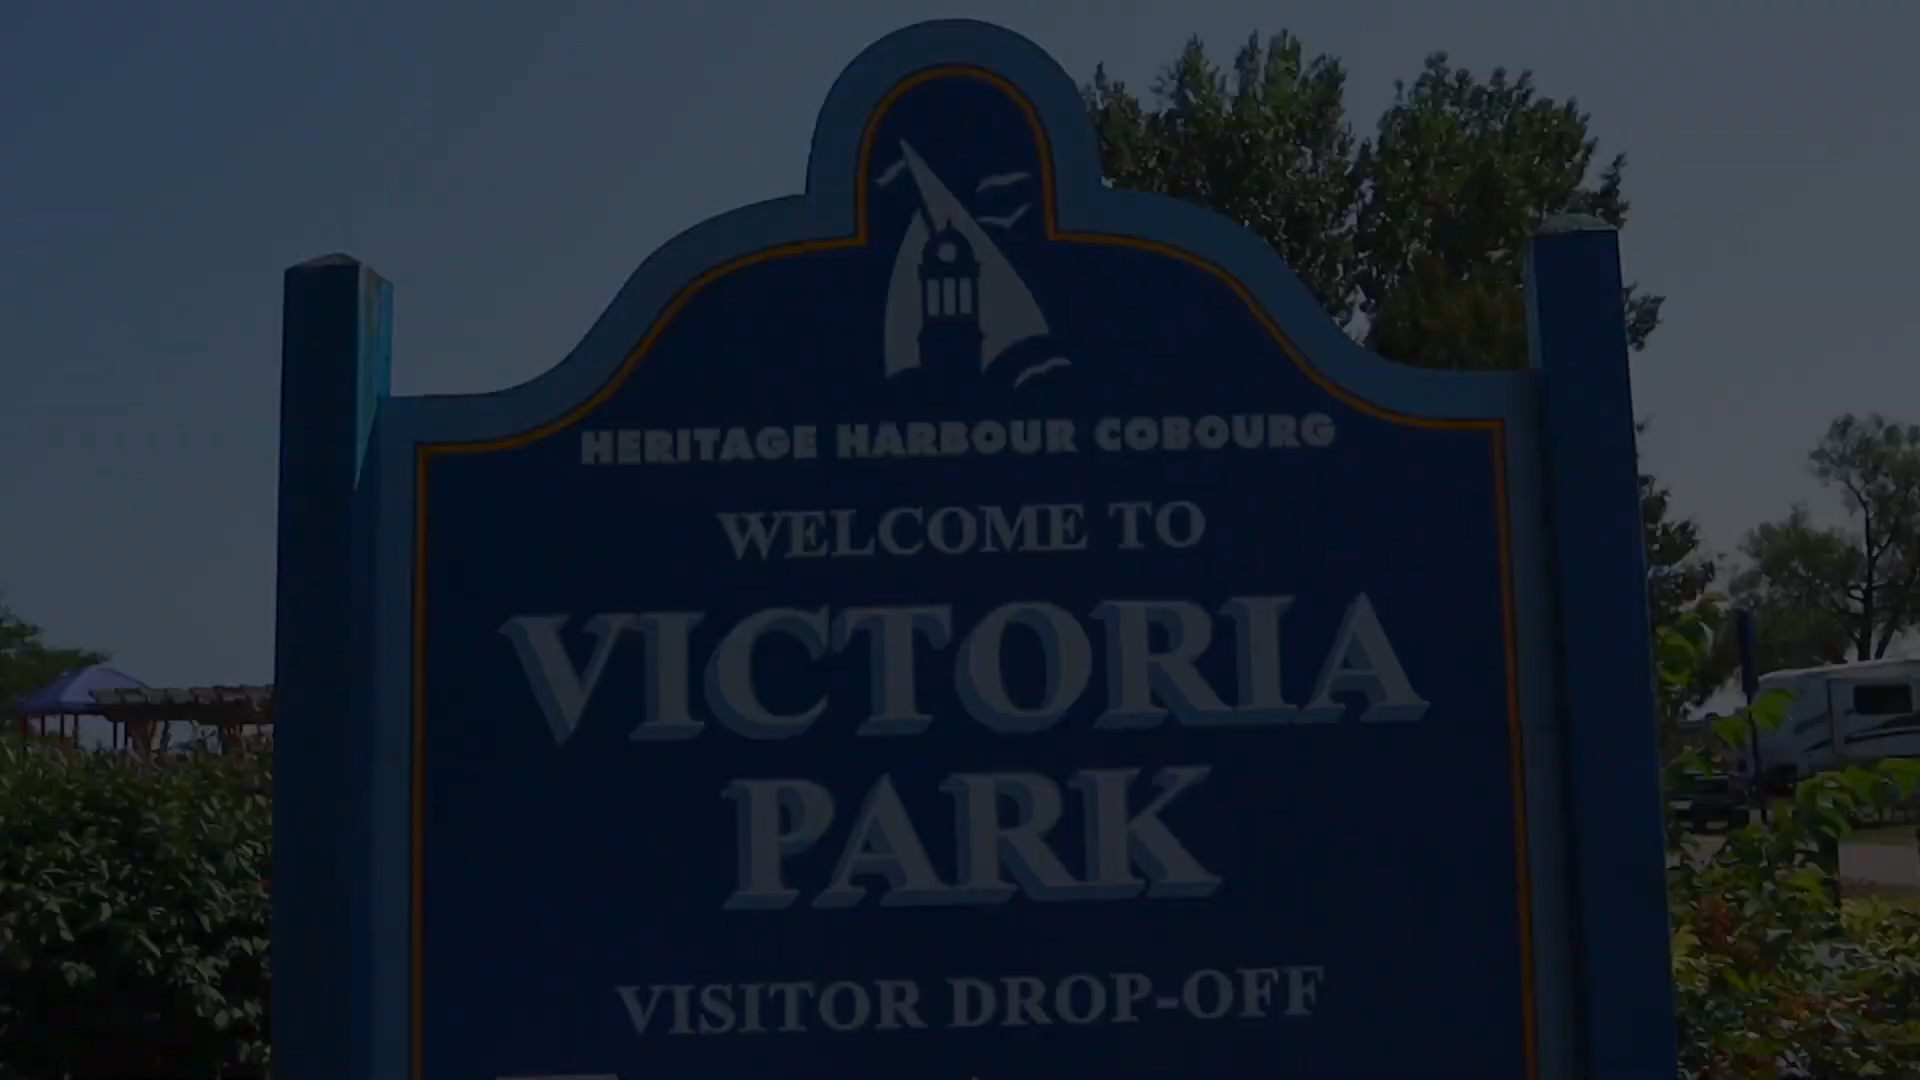 HERITAGE HARBOUR COBOURG
WELCOME TO
VICTORIA
PARK
VISITOR DROP-OFF